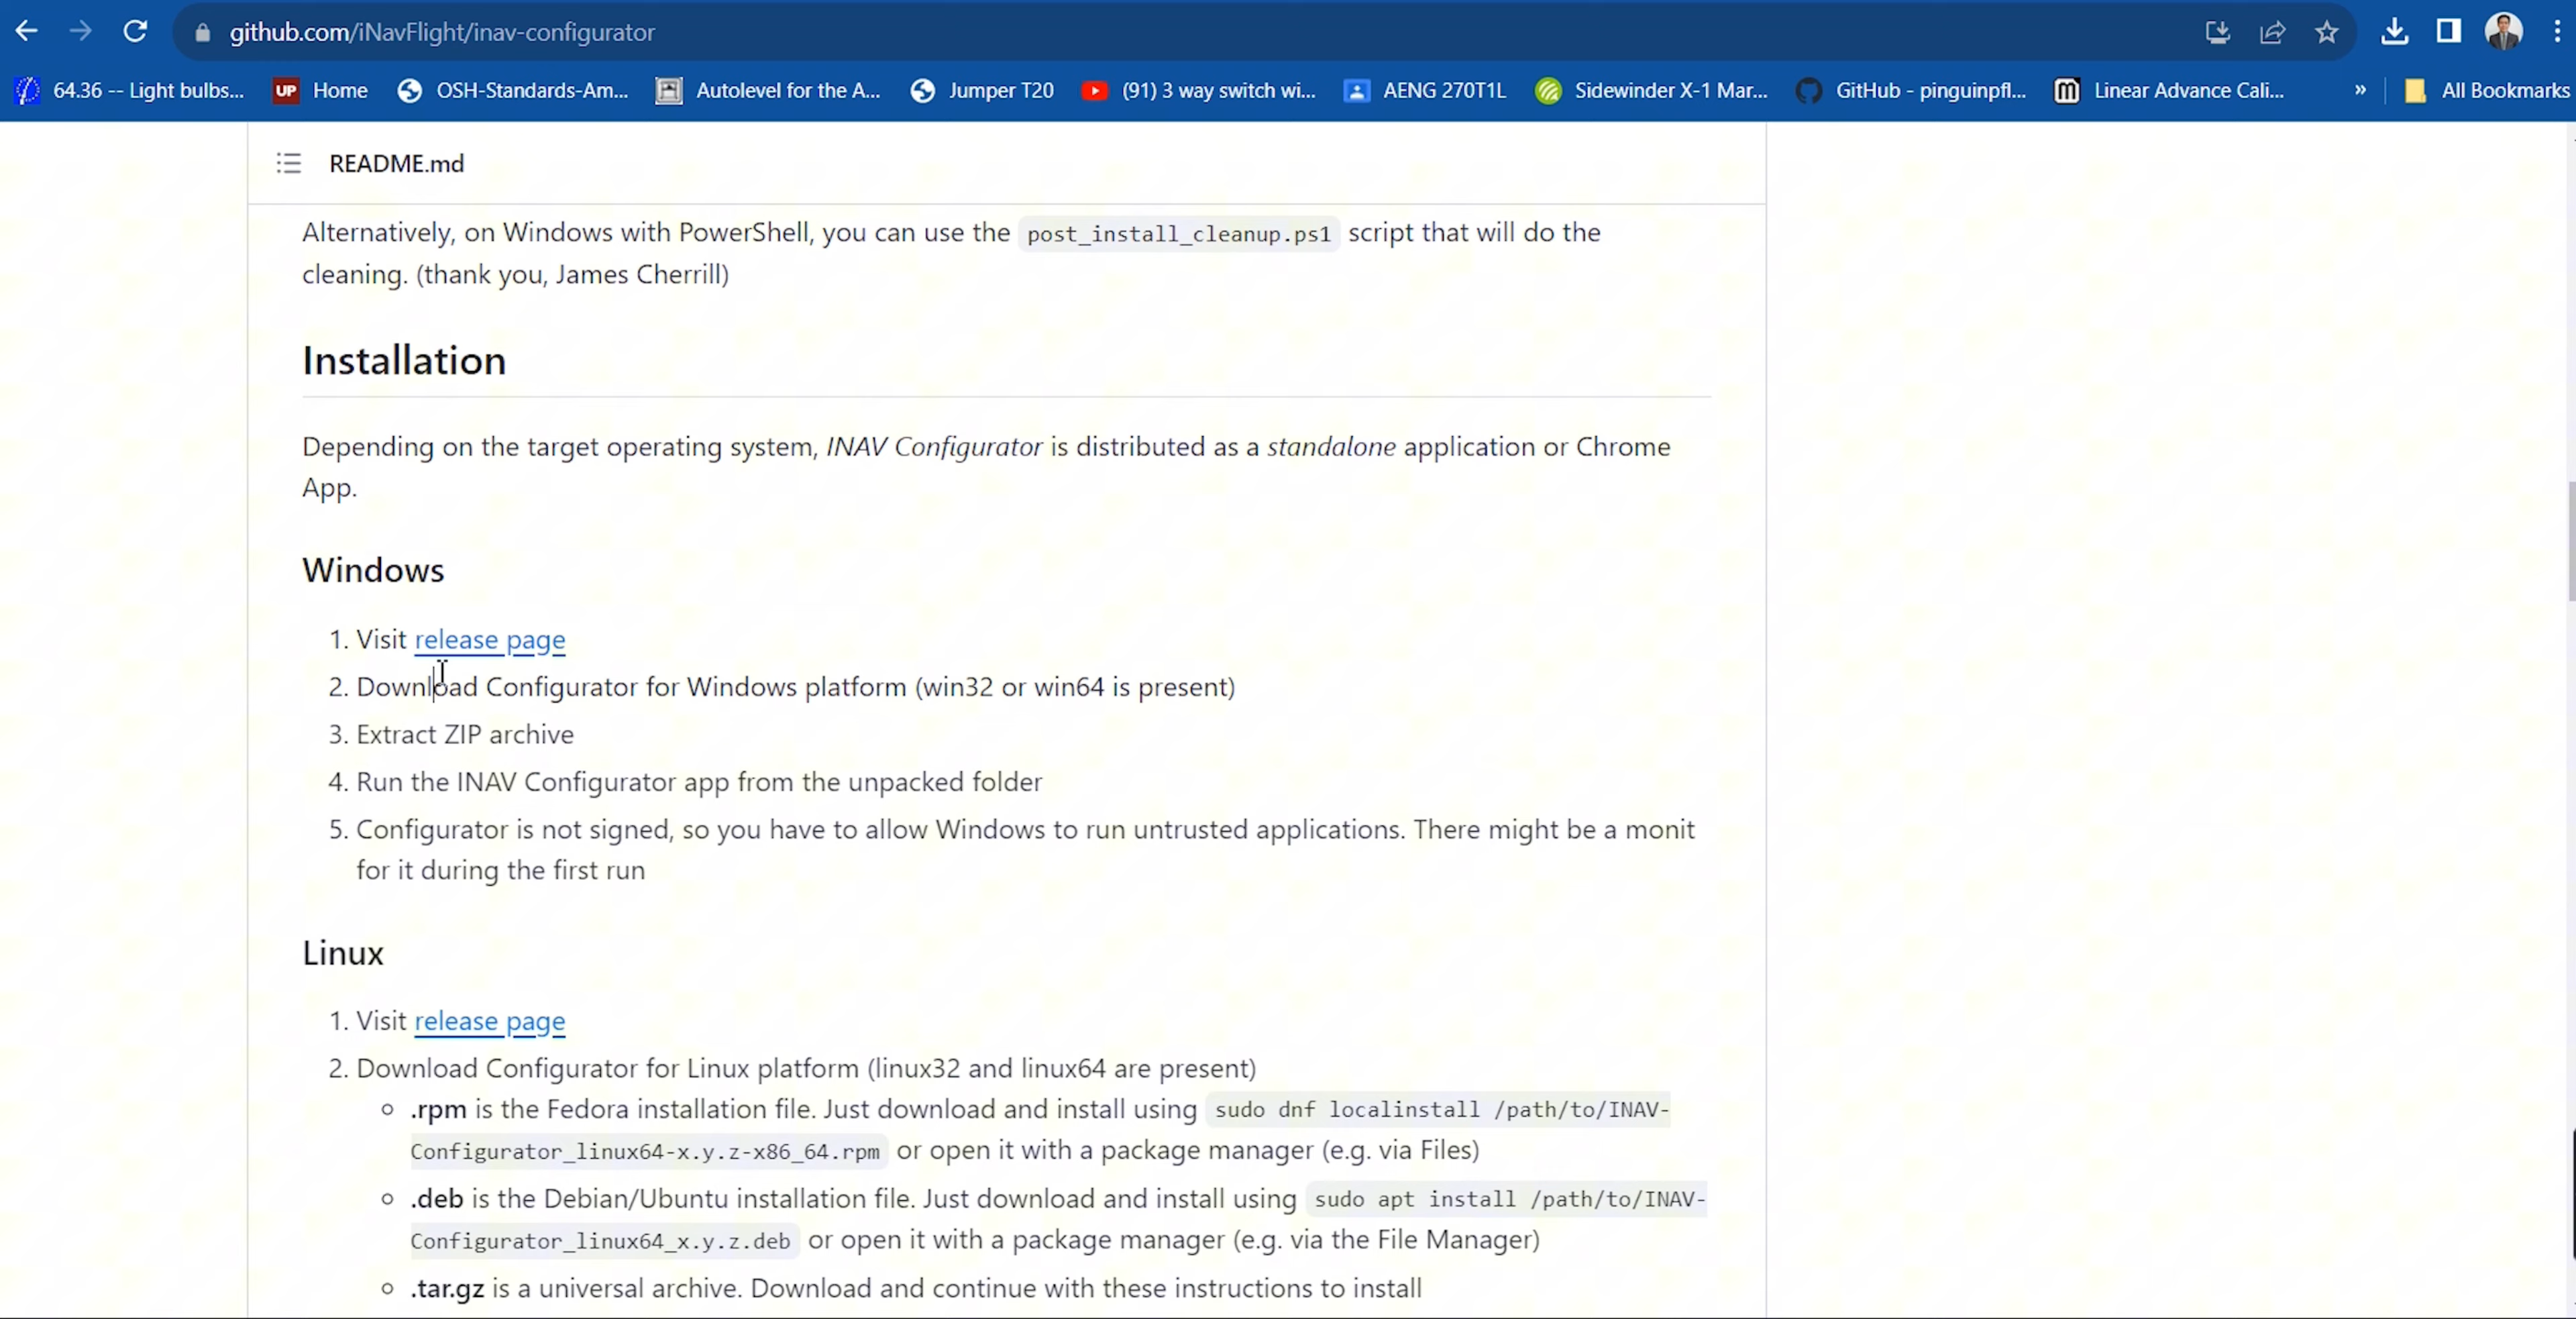 github.com/iNavFlight/inav-configurator
64.36 -- Light bulbs... UP Home OSH-Standards-Am... Autolevel for the A... Jumper T20 (91) 3 way switch wi... AENG 270T1L Sidewinder X-1 Mar... GitHub - pinguinpfl... Linear Advance Cali... » All Bookmarks
README.md
Alternatively, on Windows with PowerShell, you can use the post_install_cleanup.ps1 script that will do the
cleaning. (thank you, James Cherrill)
Installation
Depending on the target operating system, INAV Configurator is distributed as a standalone application or Chrome
App.
Windows
1. Visit release page
2. Download Configurator for Windows platform (win32 or win64 is present)
3. Extract ZIP archive
4. Run the INAV Configurator app from the unpacked folder
5. Configurator is not signed, so you have to allow Windows to run untrusted applications. There might be a monit
for it during the first run
Linux
1. Visit release page
2. Download Configurator for Linux platform (linux32 and linux64 are present)
.rpm is the Fedora installation file. Just download and install using sudo dnf localinstall /path/to/INAV-
Configurator_linux64-x.y.z-x86_64.rpm or open it with a package manager (e.g. via Files)
.deb is the Debian/Ubuntu installation file. Just download and install using sudo apt install /path/to/INAV-
Configurator_linux64_x.y.z.deb or open it with a package manager (e.g. via the File Manager)
.tar.gz is a universal archive. Download and continue with these instructions to install